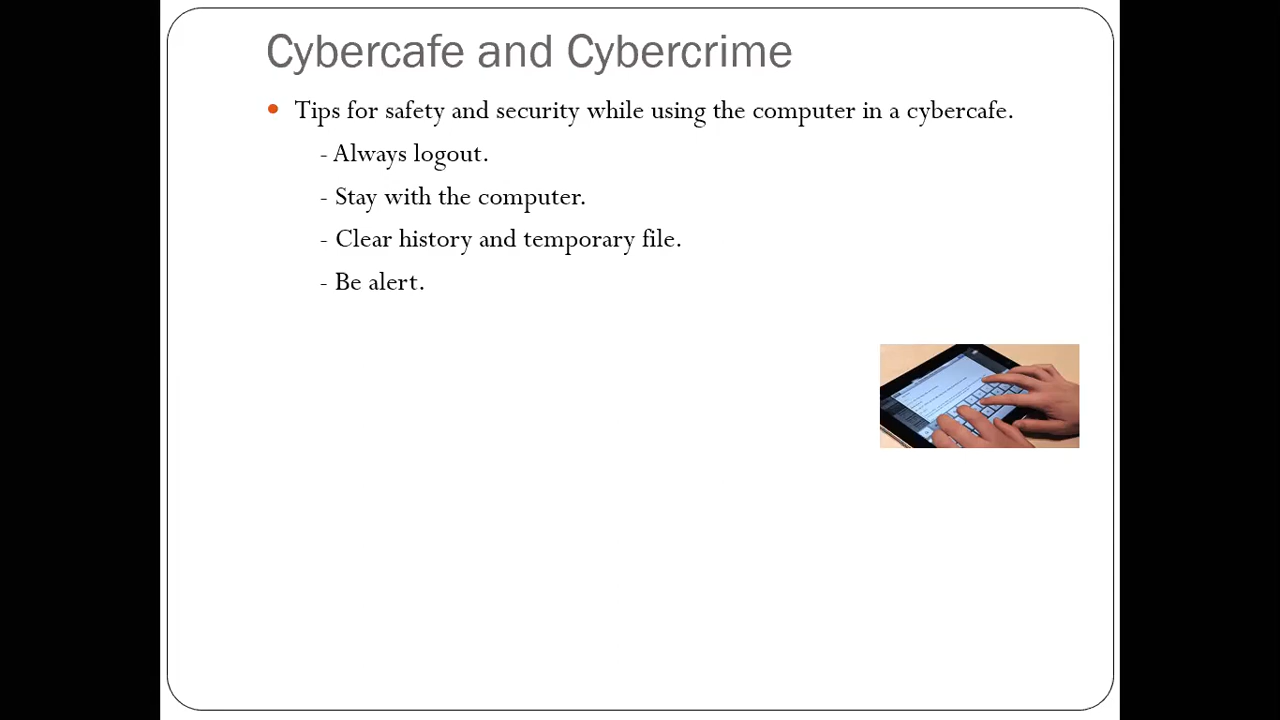 Cybercafe and Cybercrime
• Tips for safety and security while using the computer in a cybercafe.
- Always logout.
- Stay with the computer.
- Clear history and temporary file.
- Be alert.